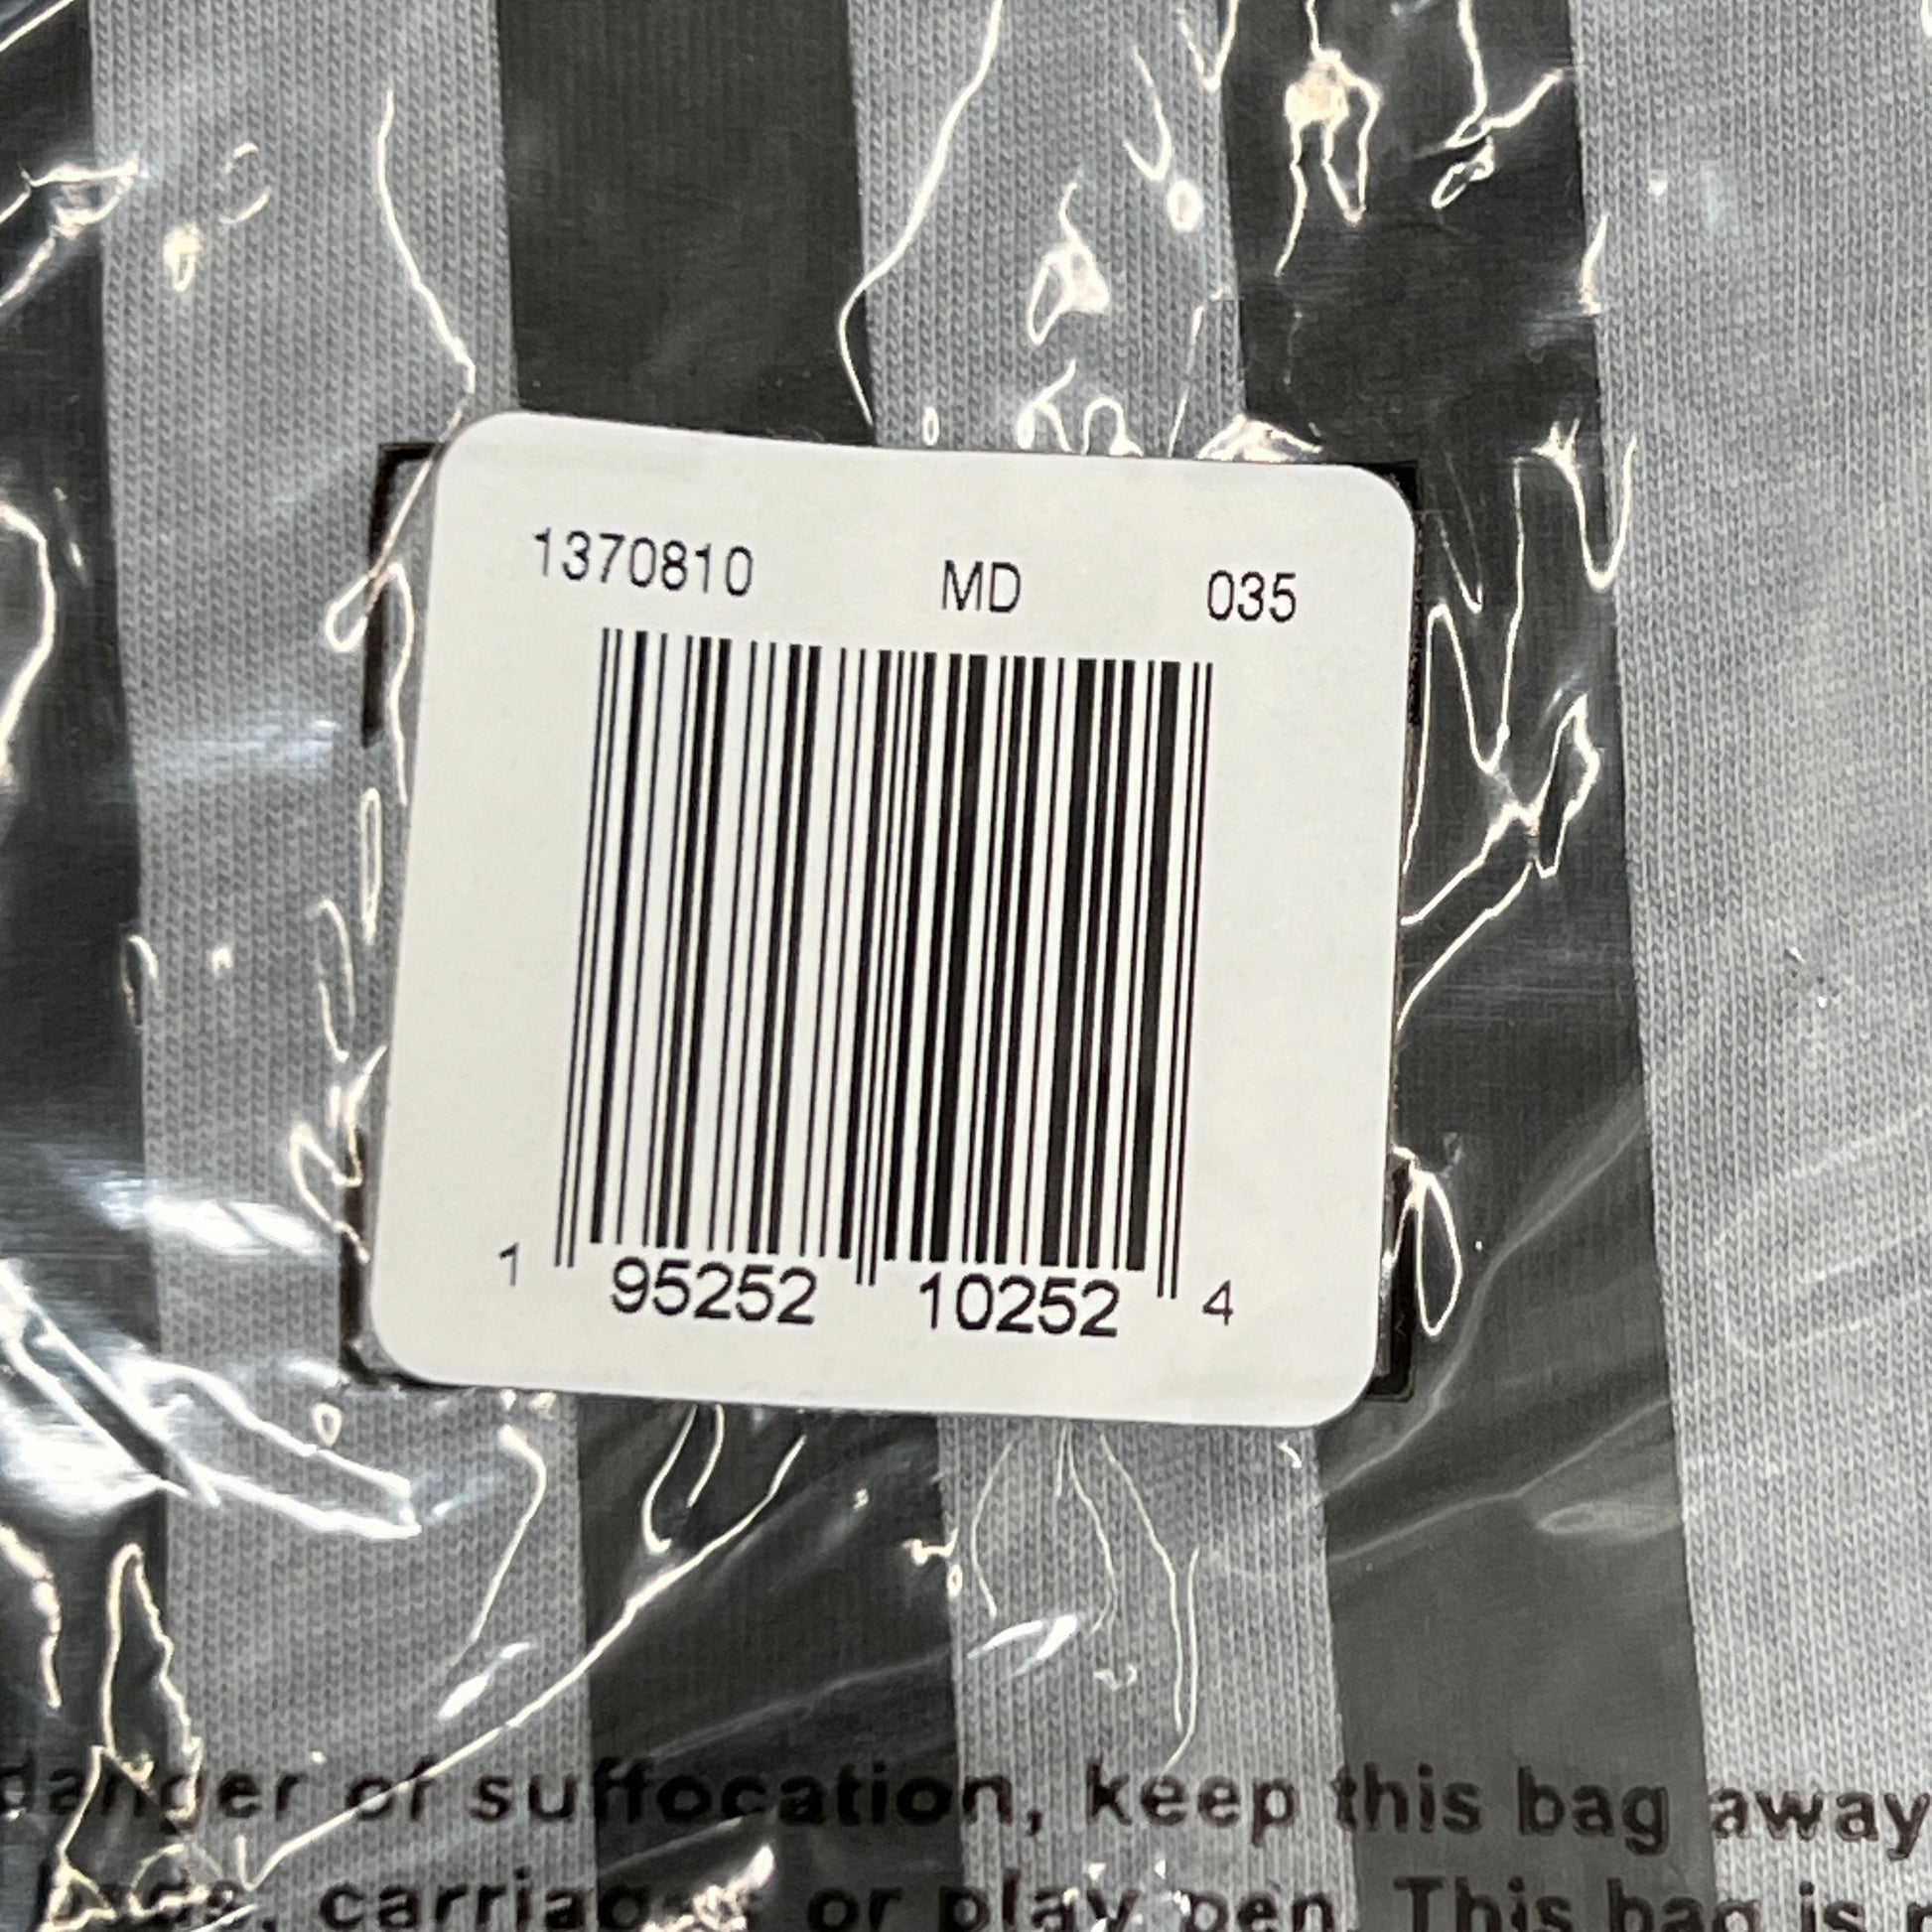 1370810 MD 035
1 95252 10252 4
danger of suffocation, keep this bag away
carriages or play pen. This bag is